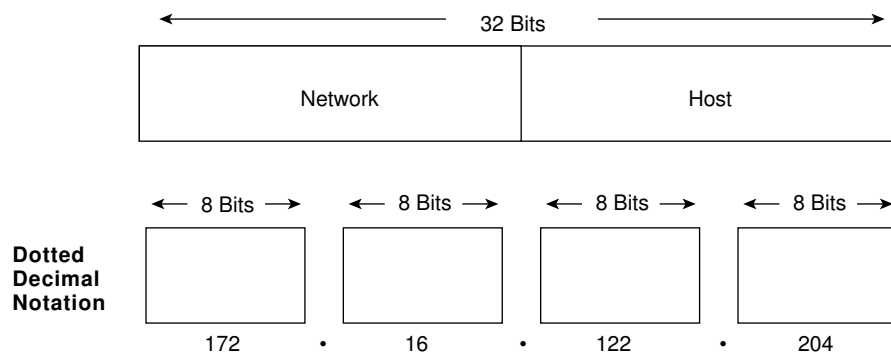 32 Bits
Network Host
8 Bits 8 Bits 8 Bits 8 Bits
Dotted
Decimal
Notation
172 • 16 • 122 • 204